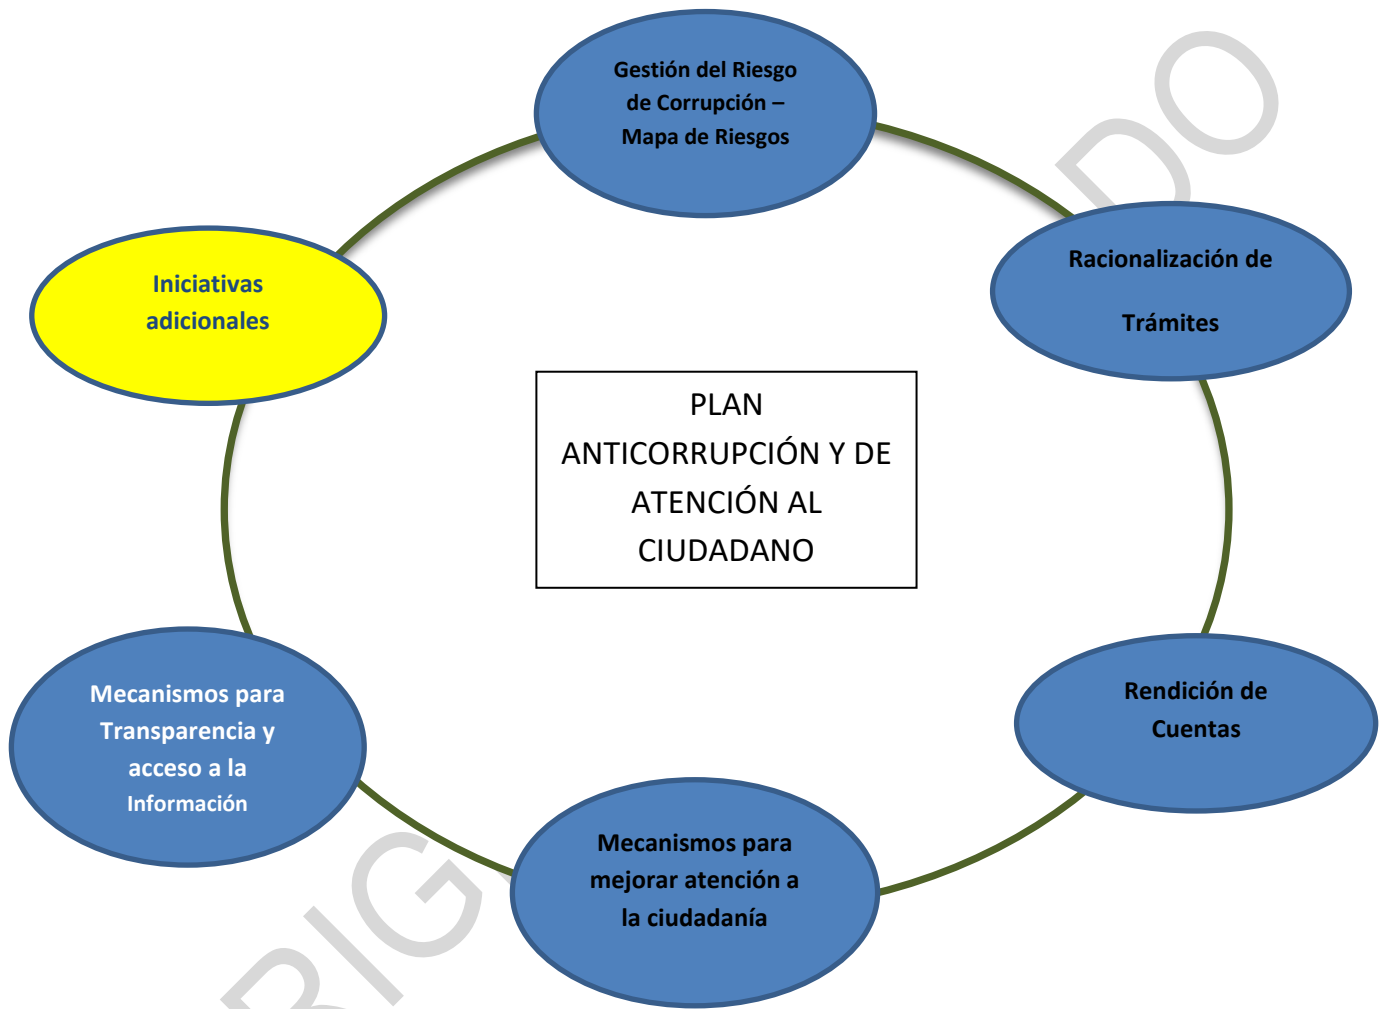 Gestión del Riesgo
de Corrupción –
Mapa de Riesgos
Racionalización de
Trámites
Iniciativas
adicionales
PLAN
ANTICORRUPCIÓN Y DE
ATENCIÓN AL
CIUDADANO
Rendición de
Cuentas
Mecanismos para
Transparencia y
acceso a la
Información
Mecanismos para
mejorar atención a
la ciudadanía